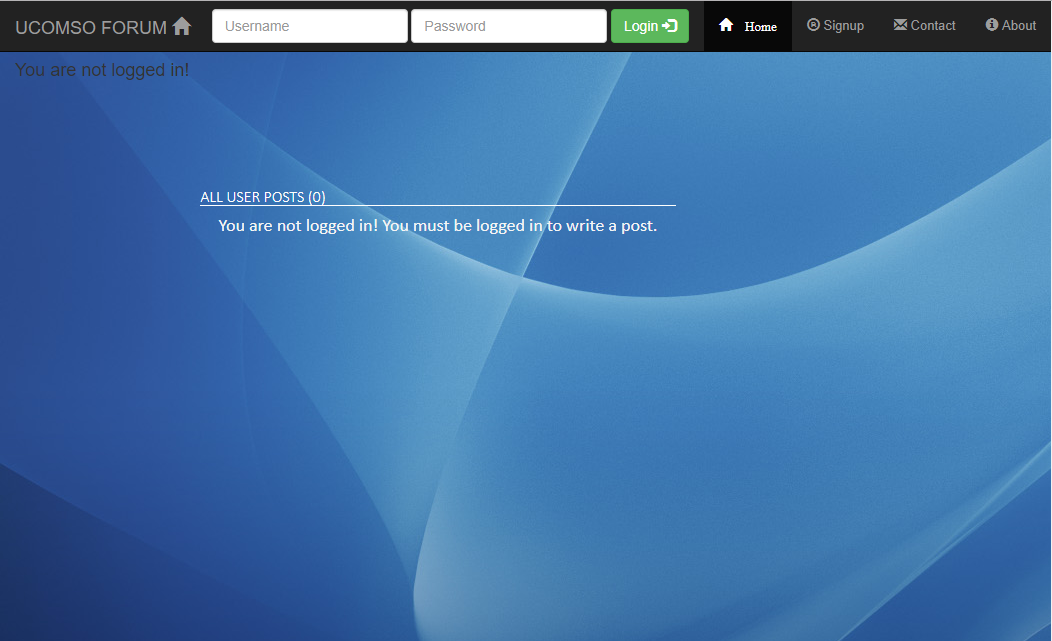 UCOMSO FORUM Username Password Login Home Signup Contact About
You are not logged in!
ALL USER POSTS (0)
You are not logged in! You must be logged in to write a post.